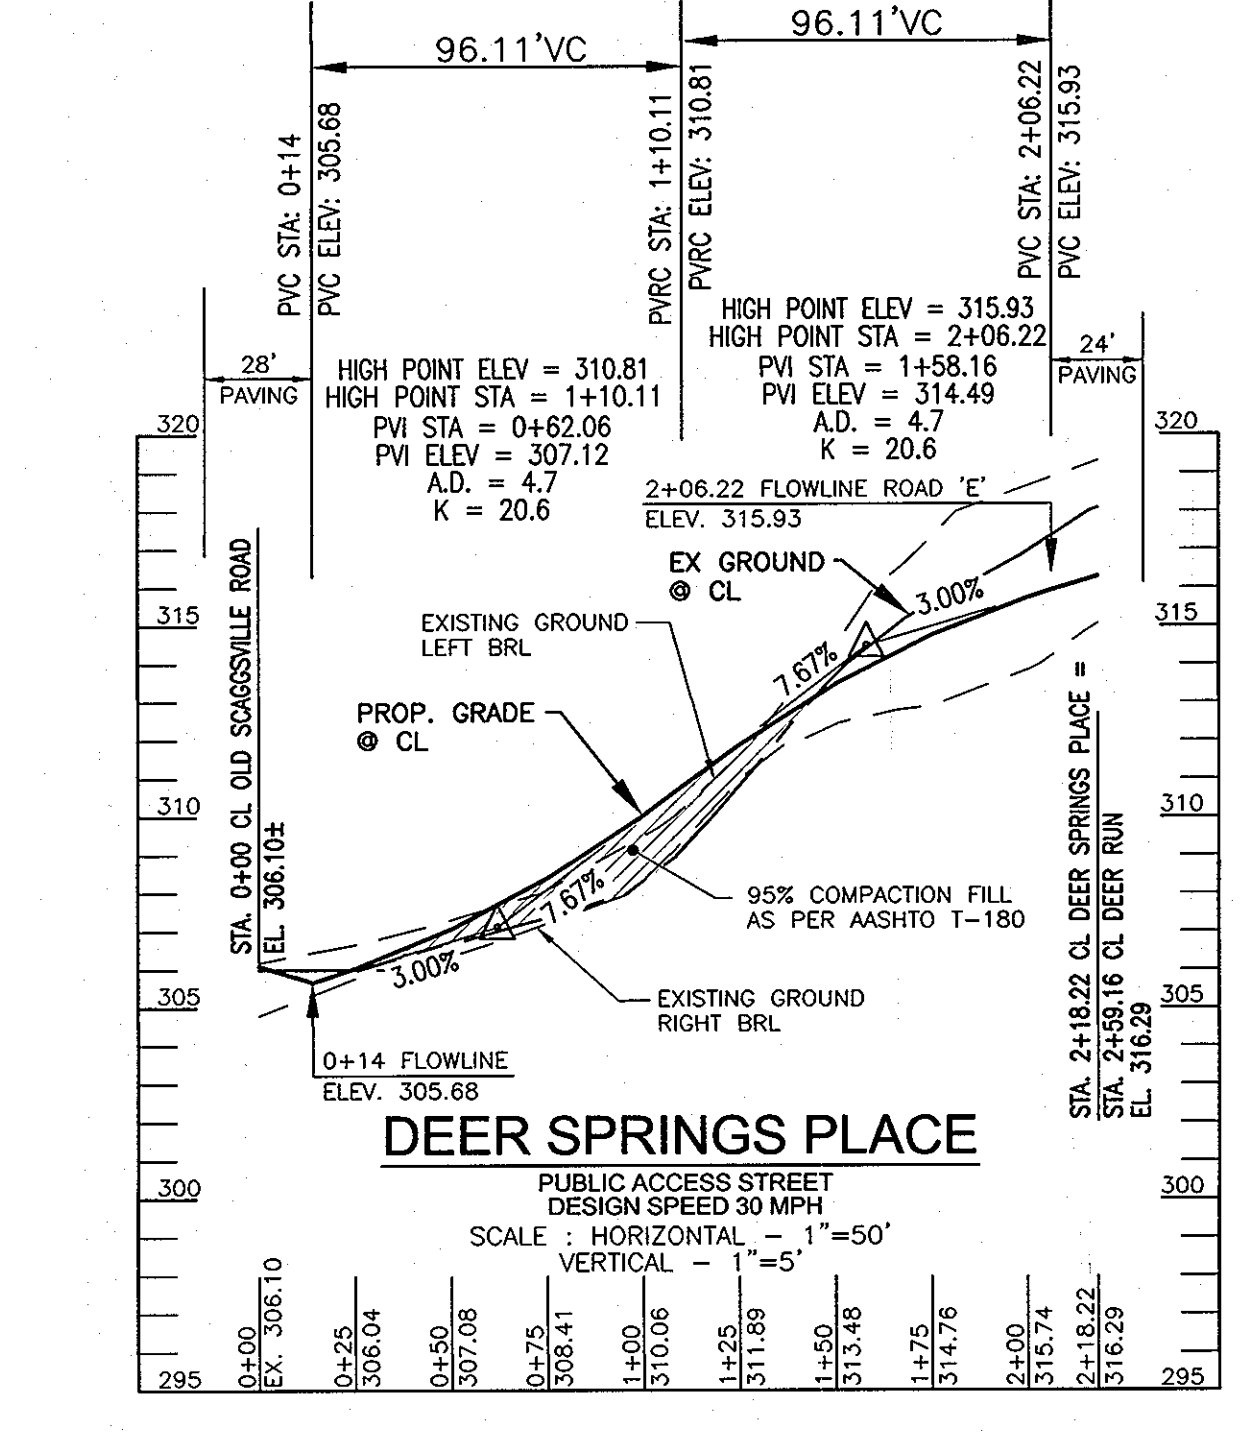 96.11'VC
96.11'VC
PVC STA: 0+14
PVC ELEV: 305.68
PVRC STA: 1+10.11
PVRC ELEV: 310.81
PVC STA: 2+06.22
PVC ELEV: 315.93
28'
PAVING
HIGH POINT ELEV = 310.81
HIGH POINT STA = 1+10.11
PVI STA = 0+62.06
PVI ELEV = 307.12
A.D. = 4.7
K = 20.6
HIGH POINT ELEV = 315.93
HIGH POINT STA = 2+06.22
PVI STA = 1+58.16
PVI ELEV = 314.49
A.D. = 4.7
K = 20.6
24'
PAVING
320
315
310
305
300
295
320
315
310
305
300
295
2+06.22 FLOWLINE ROAD 'E'
ELEV. 315.93
EX GROUND
@ CL
3.00%
EXISTING GROUND
LEFT BRL
7.67%
PROP. GRADE
@ CL
STA. 0+00 CL OLD SCAGGSVILLE ROAD
EL. 306.10±
7.67%
95% COMPACTION FILL
AS PER AASHTO T-180
3.00%
EXISTING GROUND
RIGHT BRL
0+14 FLOWLINE
ELEV. 305.68
STA. 2+18.22 CL DEER SPRINGS PLACE =
STA. 2+59.16 CL DEER RUN
EL. 316.29
DEER SPRINGS PLACE
PUBLIC ACCESS STREET
DESIGN SPEED 30 MPH
SCALE : HORIZONTAL - 1"=50'
VERTICAL - 1"=5'
0+00
EX. 306.10
0+25
306.04
0+50
307.08
0+75
308.41
1+00
310.06
1+25
311.89
1+50
313.48
1+75
314.76
2+00
315.74
2+18.22
316.29